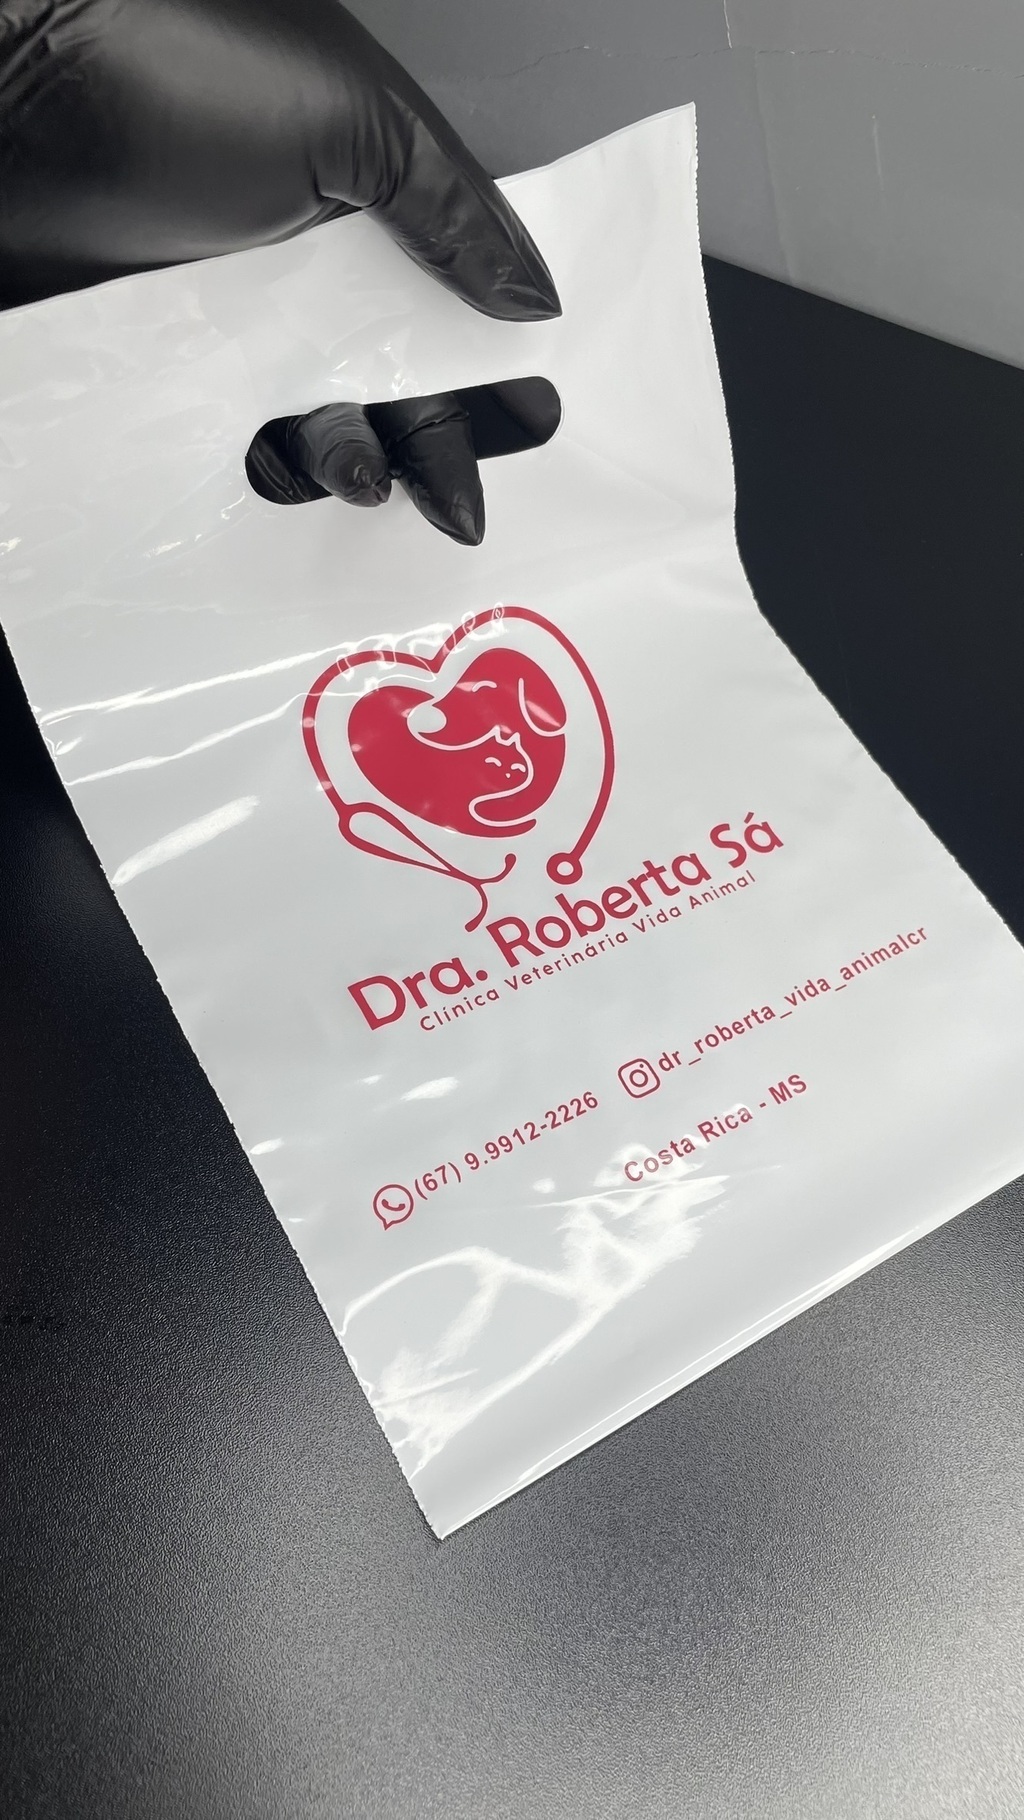 Dra. Roberta Sá
Clínica Veterinária Vida Animal
(67) 9.9912-2226 dr_roberta_vida_animalcr
Costa Rica - MS